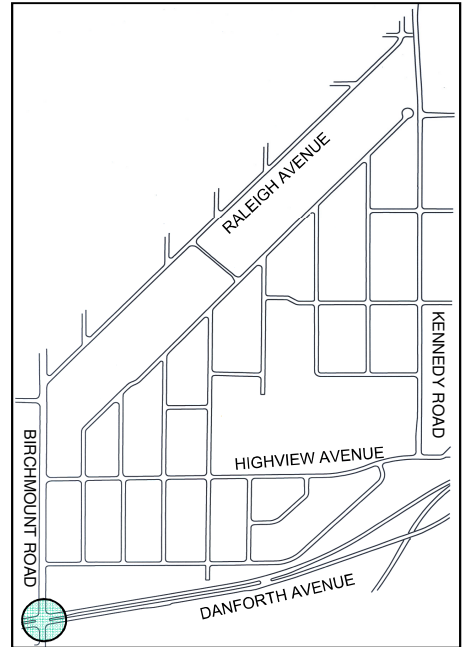 RALEIGH AVENUE
KENNEDY ROAD
HIGHVIEW AVENUE
BIRCHMOUNT ROAD
DANFORTH AVENUE